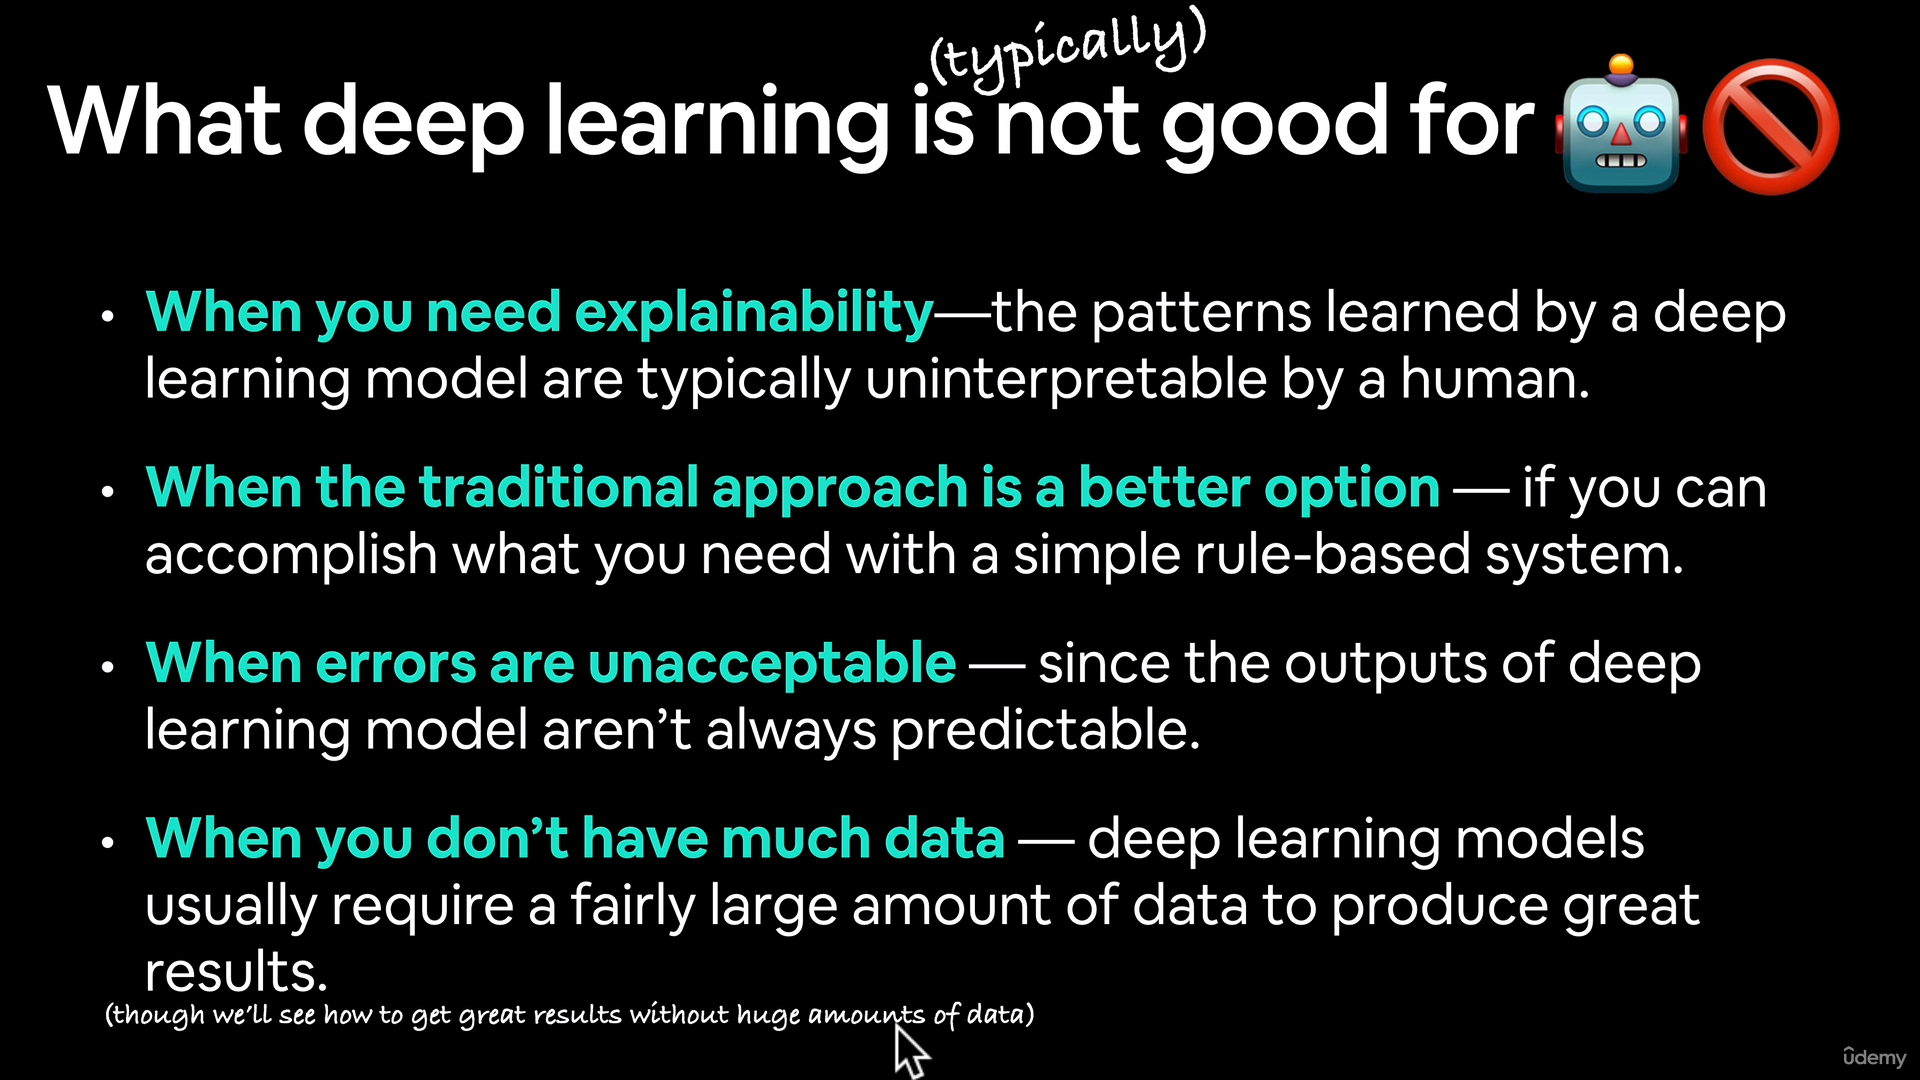 (typically)
What deep learning is not good for
• When you need explainability—the patterns learned by a deep
learning model are typically uninterpretable by a human.
• When the traditional approach is a better option — if you can
accomplish what you need with a simple rule-based system.
• When errors are unacceptable — since the outputs of deep
learning model aren’t always predictable.
• When you don’t have much data — deep learning models
usually require a fairly large amount of data to produce great
results.
(though we’ll see how to get great results without huge amounts of data)
ûdemy